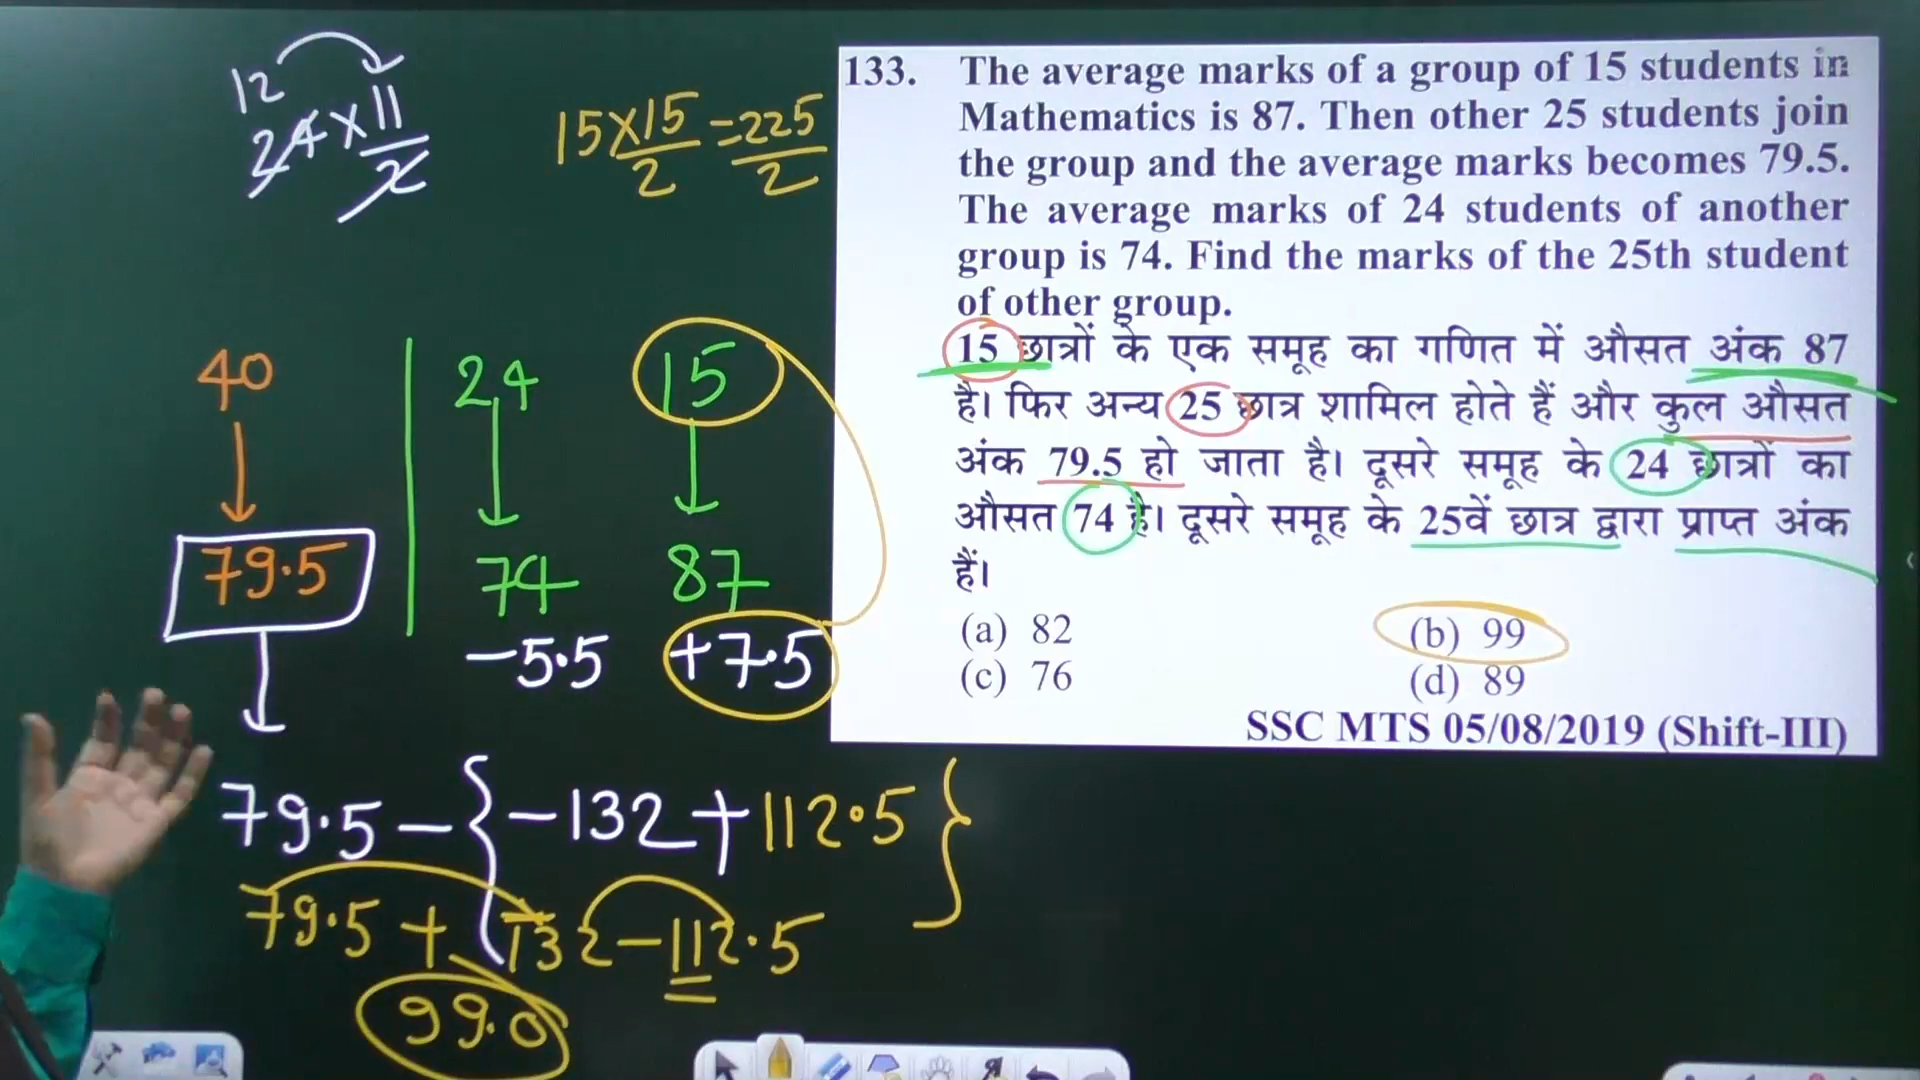 12
24×11/2
15×15/2 = 225/2
133. The average marks of a group of 15 students in
Mathematics is 87. Then other 25 students join
the group and the average marks becomes 79.5.
The average marks of 24 students of another
group is 74. Find the marks of the 25th student
of other group.
15 छात्रों के एक समूह का गणित में औसत अंक 87
है। फिर अन्य 25 छात्र शामिल होते हैं और कुल औसत
अंक 79.5 हो जाता है। दूसरे समूह के 24 छात्रों का
औसत 74 है। दूसरे समूह के 25वें छात्र द्वारा प्राप्त अंक
हैं।
(a) 82 (b) 99
(c) 76 (d) 89
SSC MTS 05/08/2019 (Shift-III)
40 24 15
79.5 74 87
-5.5 +7.5
79.5 - { -132 + 112.5 }
79.5 + 132 - 112.5
99.0